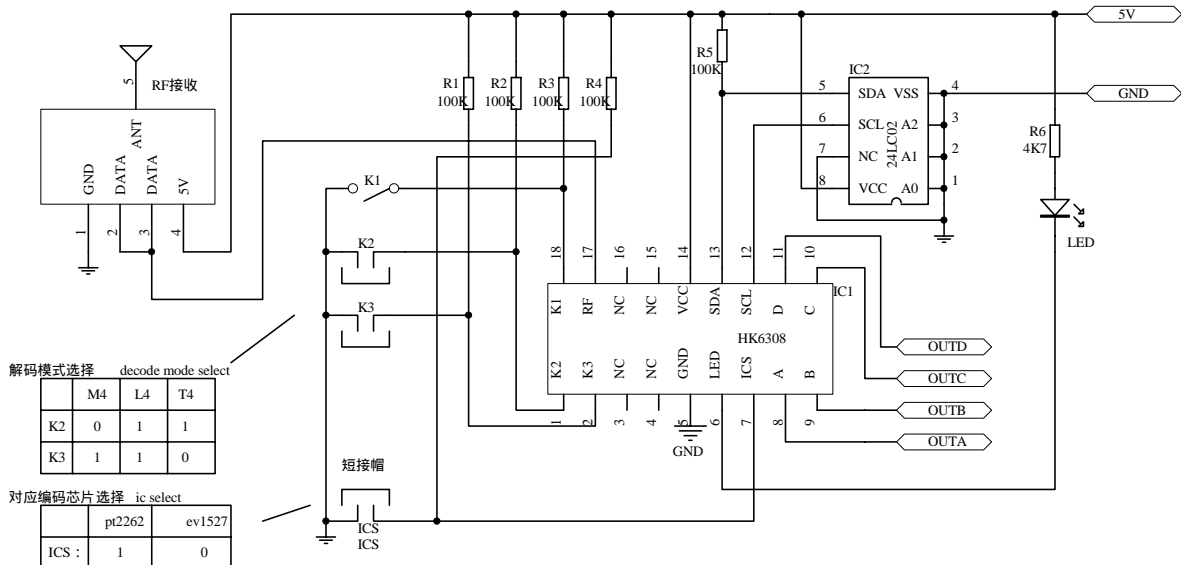 5V
RF接收
5
ANT
GND
DATA
DATA
5V
1
2
3
4
R1
100K
R2
100K
R3
100K
R4
100K
R5
100K
IC2
5
SDA
VSS
4
GND
6
SCL
A2
3
7
NC
A1
2
8
VCC
A0
1
24LC02
R6
4K7
LED
K1
K2
K3
18
17
16
15
14
13
12
11
10
IC1
K1
RF
NC
NC
VCC
SDA
SCL
D
C
HK6308
K2
K3
NC
NC
GND
LED
ICS
A
B
1
2
3
4
5
6
7
8
9
GND
OUTD
OUTC
OUTB
OUTA
解码模式选择 decode mode select
M4 L4 T4
K2 0 1 1
K3 1 1 0
短接帽
ICS
ICS
对应编码芯片选择 ic select
pt2262 ev1527
ICS： 1 0